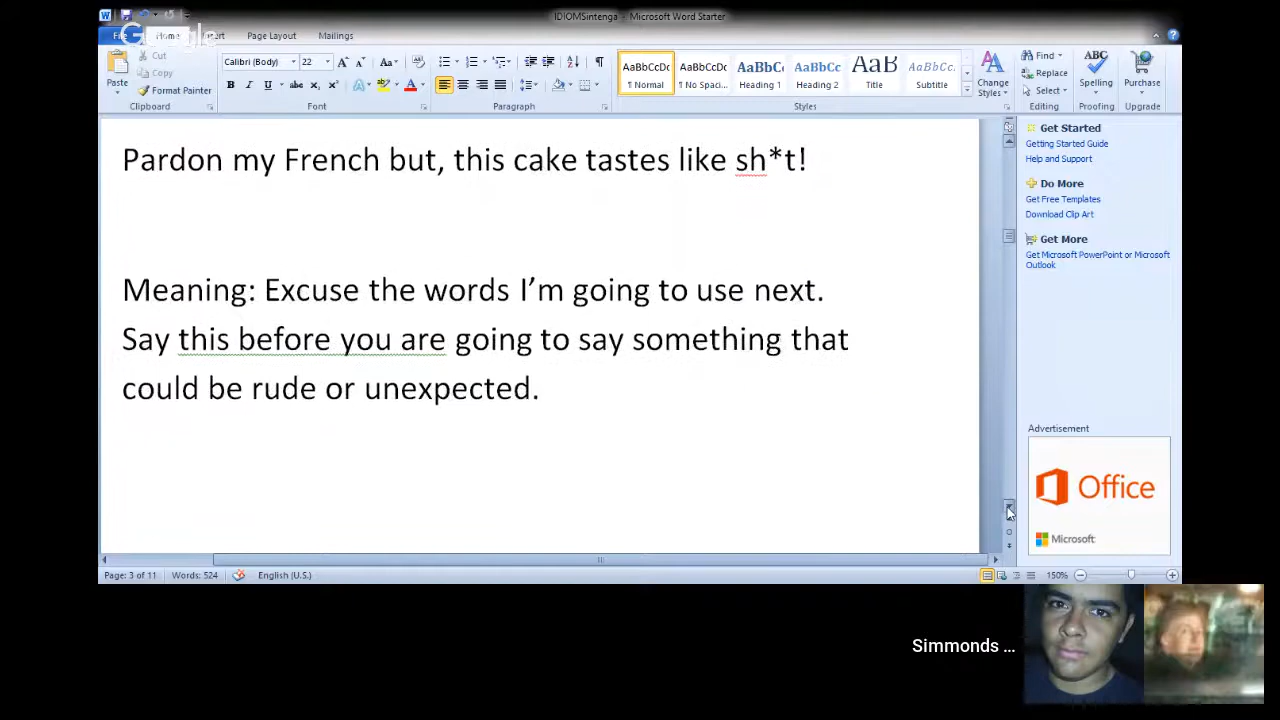 IDIOMSintenga - Microsoft Word Starter
Google
File Home Insert Page Layout Mailings
Cut
Copy
Format Painter
Paste
Clipboard
Calibri (Body) 22
Font
Paragraph
AaBbCcDc AaBbCcDc AaBbC AaBbCc AaB AaBbCc.
¶ Normal ¶ No Spaci... Heading 1 Heading 2 Title Subtitle
Styles
Change Styles
Find
Replace
Select
Editing
ABC
Spelling
Proofing
Purchase
Upgrade
Pardon my French but, this cake tastes like sh*t!
Meaning: Excuse the words I’m going to use next.
Say this before you are going to say something that
could be rude or unexpected.
Get Started
Getting Started Guide
Help and Support
Do More
Get Free Templates
Download Clip Art
Get More
Get Microsoft PowerPoint or Microsoft
Outlook
Advertisement
Office
Microsoft
Page: 3 of 11 Words: 524 English (U.S.) 150%
Simmonds ...